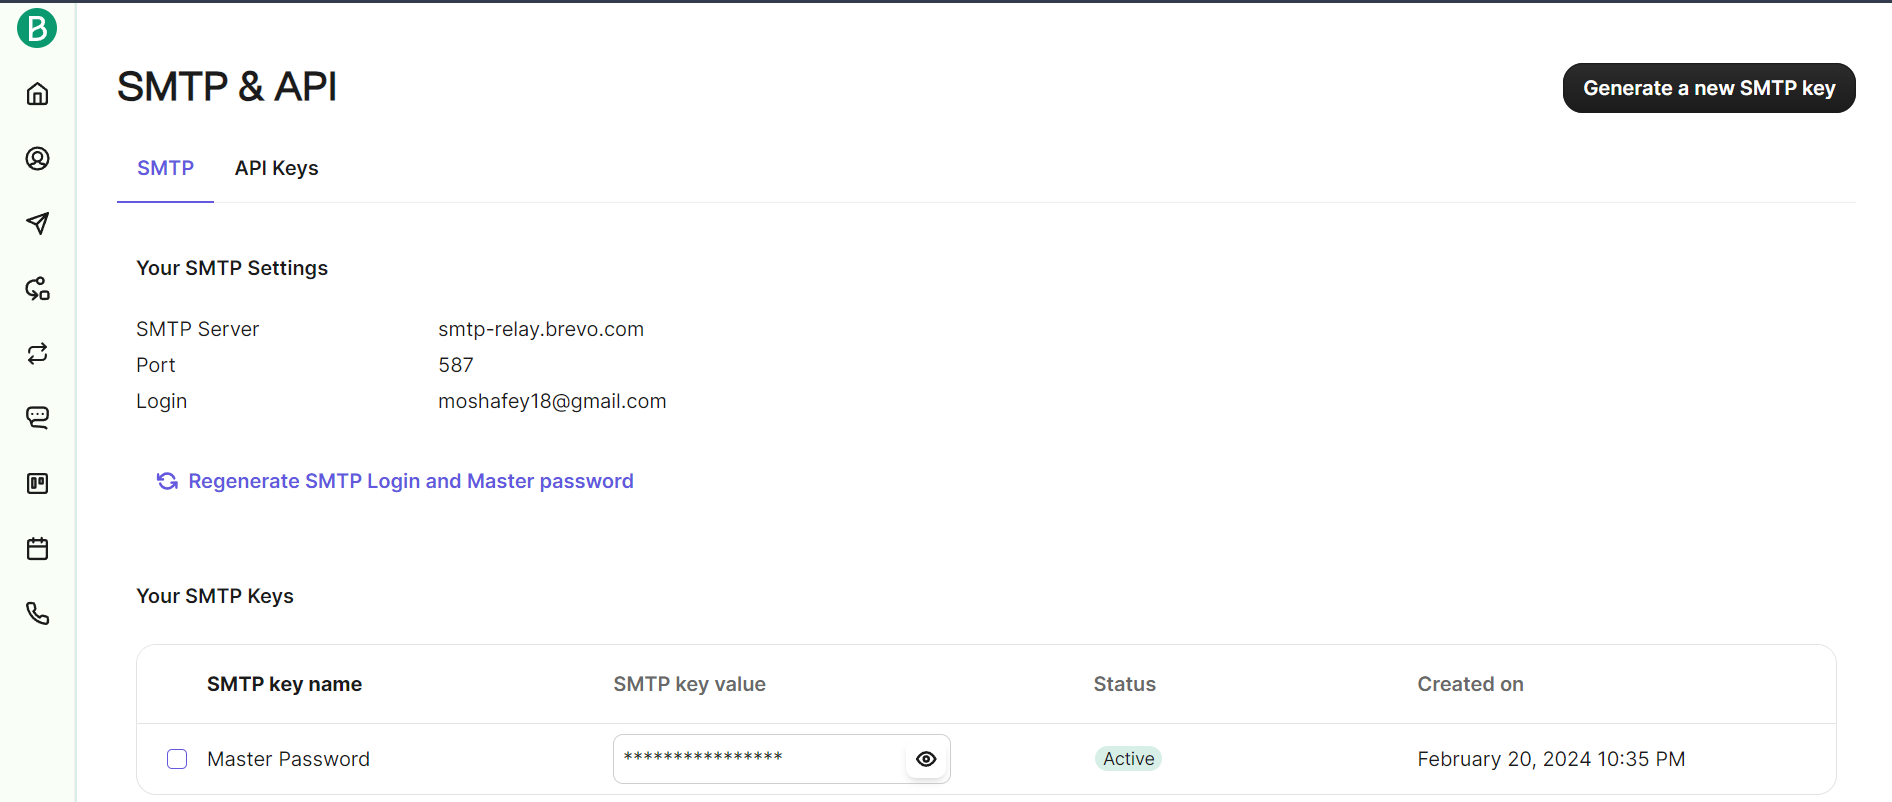 B
SMTP & API
Generate a new SMTP key
SMTP API Keys
Your SMTP Settings
SMTP Server smtp-relay.brevo.com
Port 587
Login moshafey18@gmail.com
Regenerate SMTP Login and Master password
Your SMTP Keys
SMTP key name SMTP key value Status Created on
Master Password **************** Active February 20, 2024 10:35 PM